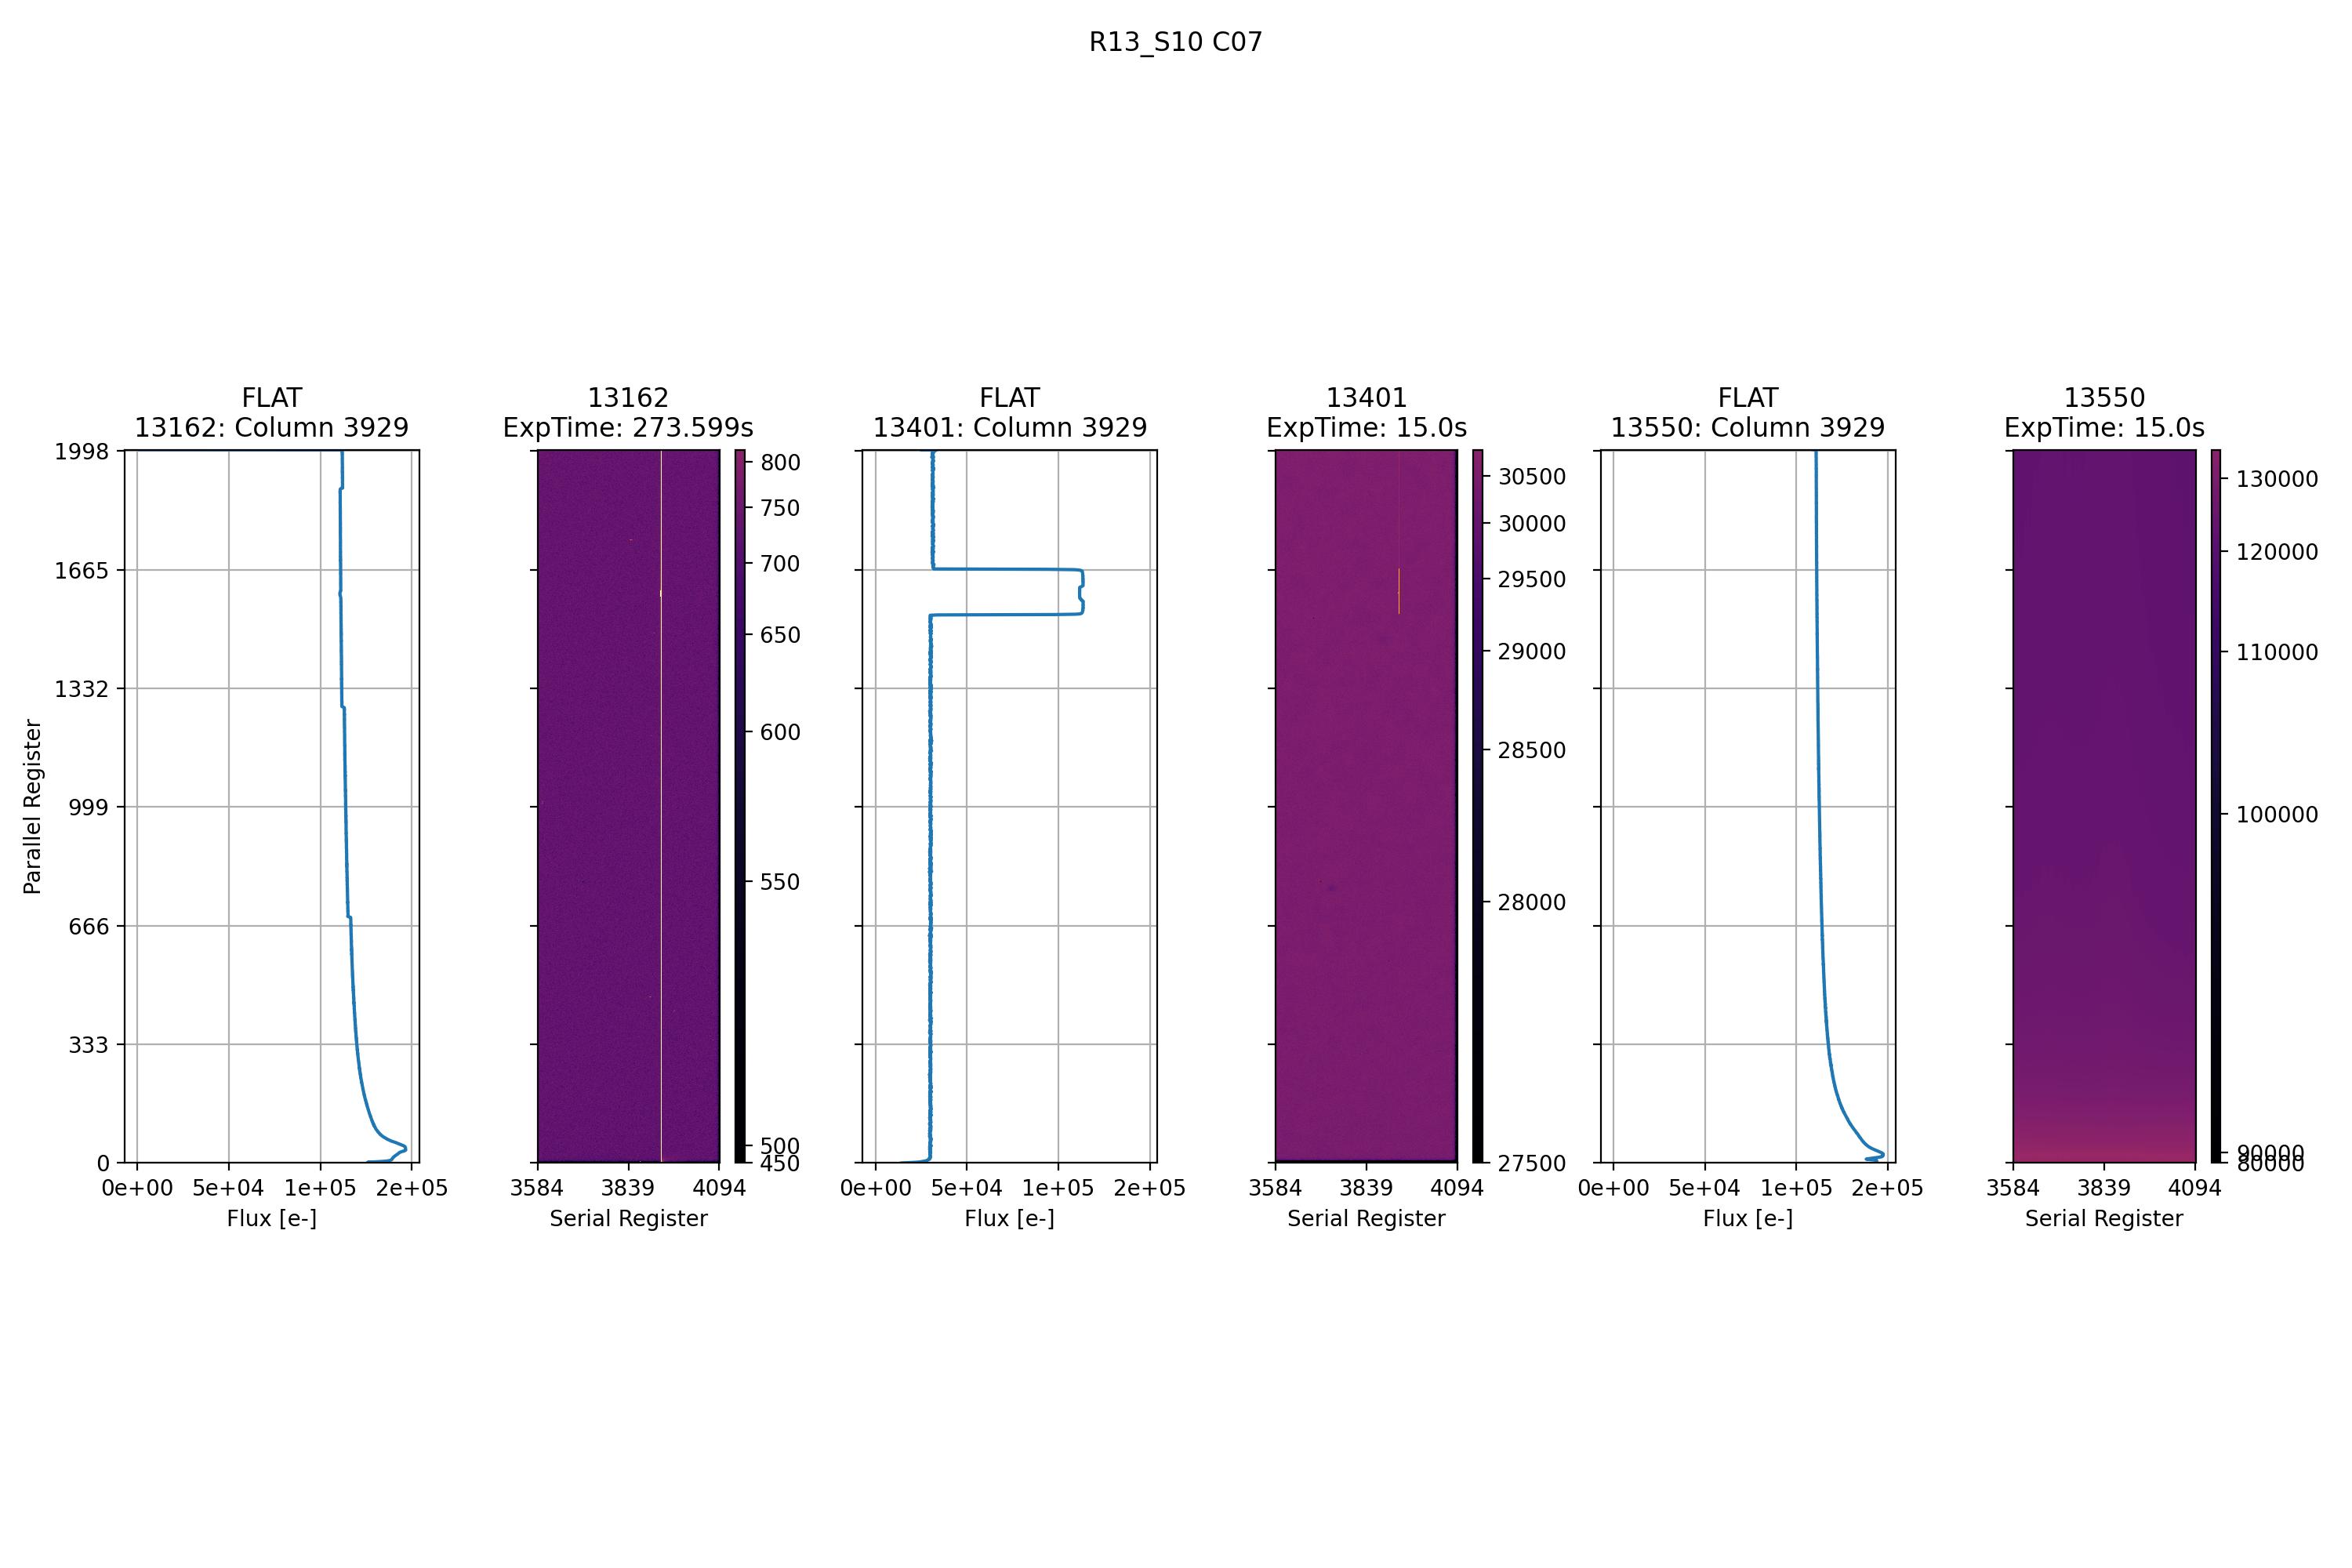 R13_S10 C07
FLAT
13162: Column 3929
1998
1665
1332
999
666
333
0
Parallel Register
0e+00 5e+04 1e+05 2e+05
Flux [e-]
13162
ExpTime: 273.599s
800
750
700
650
600
550
500
450
3584 3839 4094
Serial Register
FLAT
13401: Column 3929
0e+00 5e+04 1e+05 2e+05
Flux [e-]
13401
ExpTime: 15.0s
30500
30000
29500
29000
28500
28000
27500
3584 3839 4094
Serial Register
FLAT
13550: Column 3929
0e+00 5e+04 1e+05 2e+05
Flux [e-]
13550
ExpTime: 15.0s
130000
120000
110000
100000
90000
80000
3584 3839 4094
Serial Register